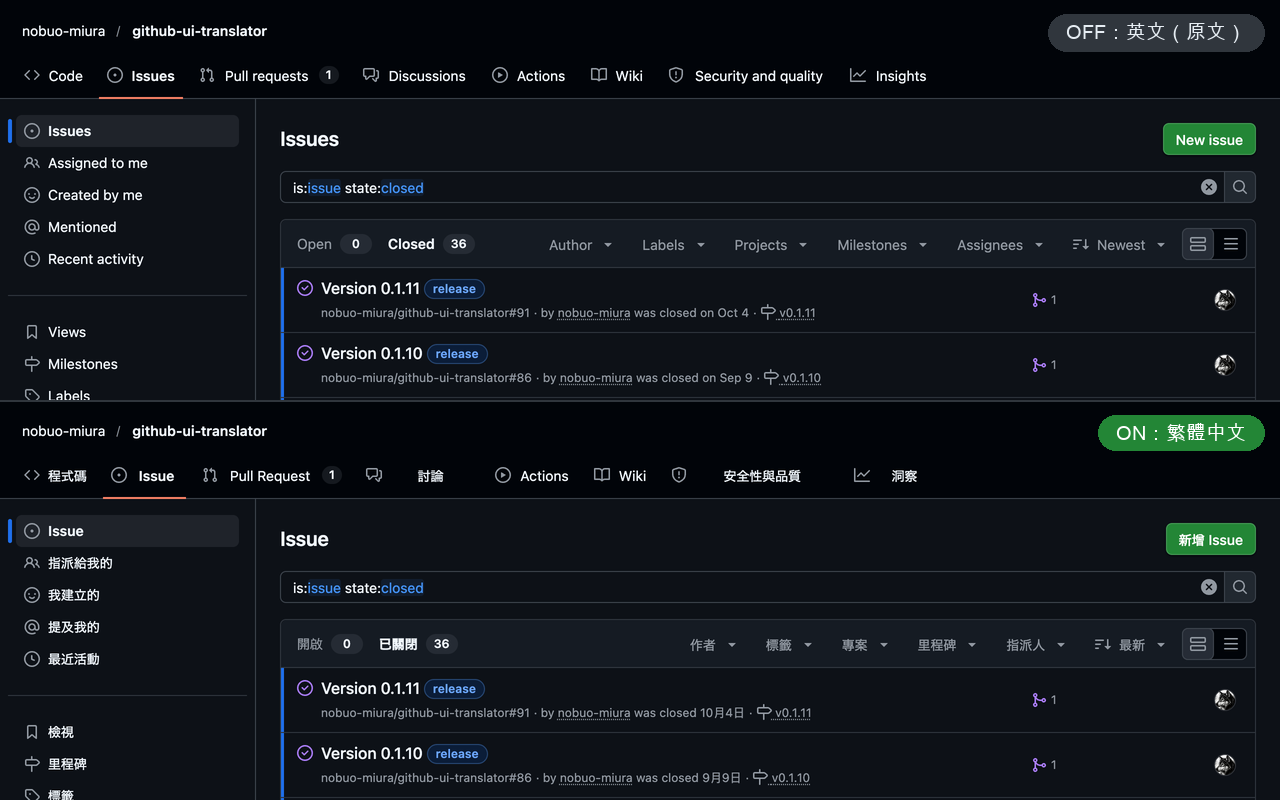 nobuo-miura / github-ui-translator
OFF：英文（原文）
Code Issues Pull requests 1 Discussions Actions Wiki Security and quality Insights
Issues
Assigned to me
Created by me
Mentioned
Recent activity
Views
Milestones
Labels
Issues
New issue
is:issue state:closed
Open 0 Closed 36 Author Labels Projects Milestones Assignees Newest
Version 0.1.11 release
nobuo-miura/github-ui-translator#91 · by nobuo-miura was closed on Oct 4 · v0.1.11
1
Version 0.1.10 release
nobuo-miura/github-ui-translator#86 · by nobuo-miura was closed on Sep 9 · v0.1.10
1
nobuo-miura / github-ui-translator
ON：繁體中文
程式碼 Issue Pull Request 1 討論 Actions Wiki 安全性與品質 洞察
Issue
指派給我的
我建立的
提及我的
最近活動
檢視
里程碑
標籤
Issue
新增 Issue
is:issue state:closed
開啟 0 已關閉 36 作者 標籤 專案 里程碑 指派人 最新
Version 0.1.11 release
nobuo-miura/github-ui-translator#91 · by nobuo-miura was closed 10月4日 · v0.1.11
1
Version 0.1.10 release
nobuo-miura/github-ui-translator#86 · by nobuo-miura was closed 9月9日 · v0.1.10
1